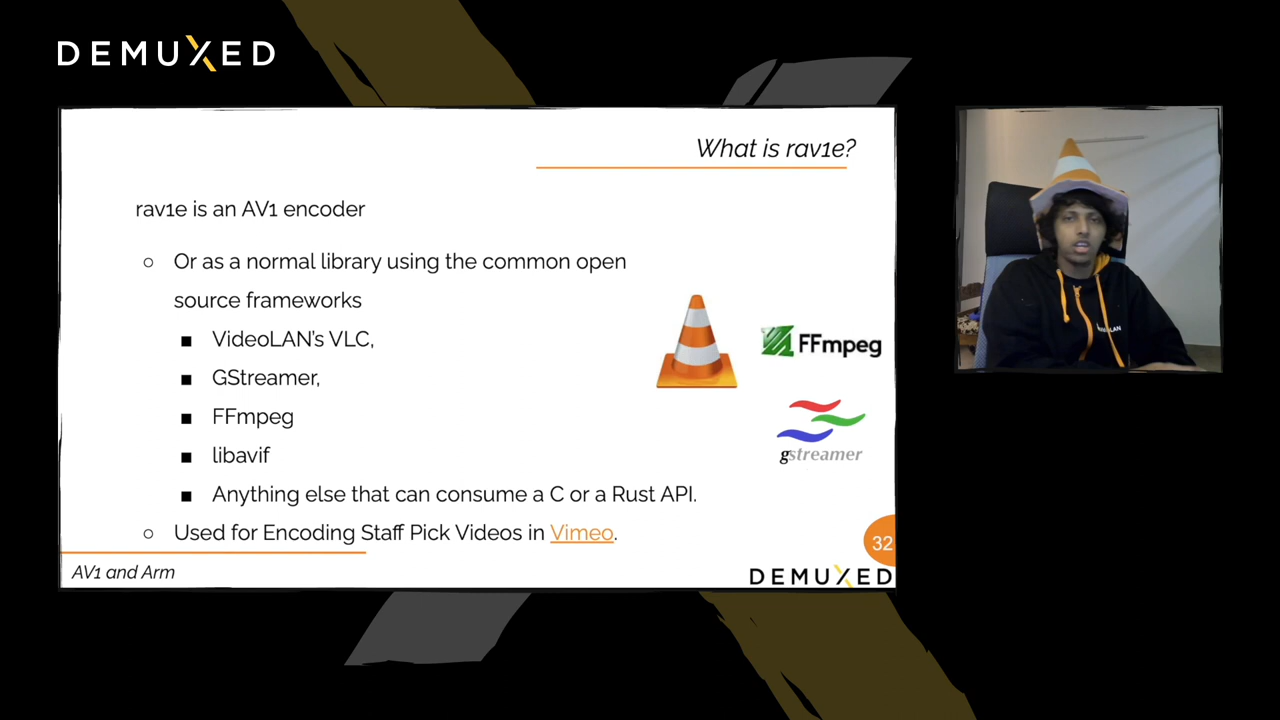 DEMUXED
What is rav1e?
rav1e is an AV1 encoder
○ Or as a normal library using the common open
source frameworks
■ VideoLAN's VLC,
■ GStreamer,
■ FFmpeg
■ libavif
■ Anything else that can consume a C or a Rust API.
○ Used for Encoding Staff Pick Videos in Vimeo.
FFmpeg
gstreamer
32
AV1 and Arm
DEMUXED